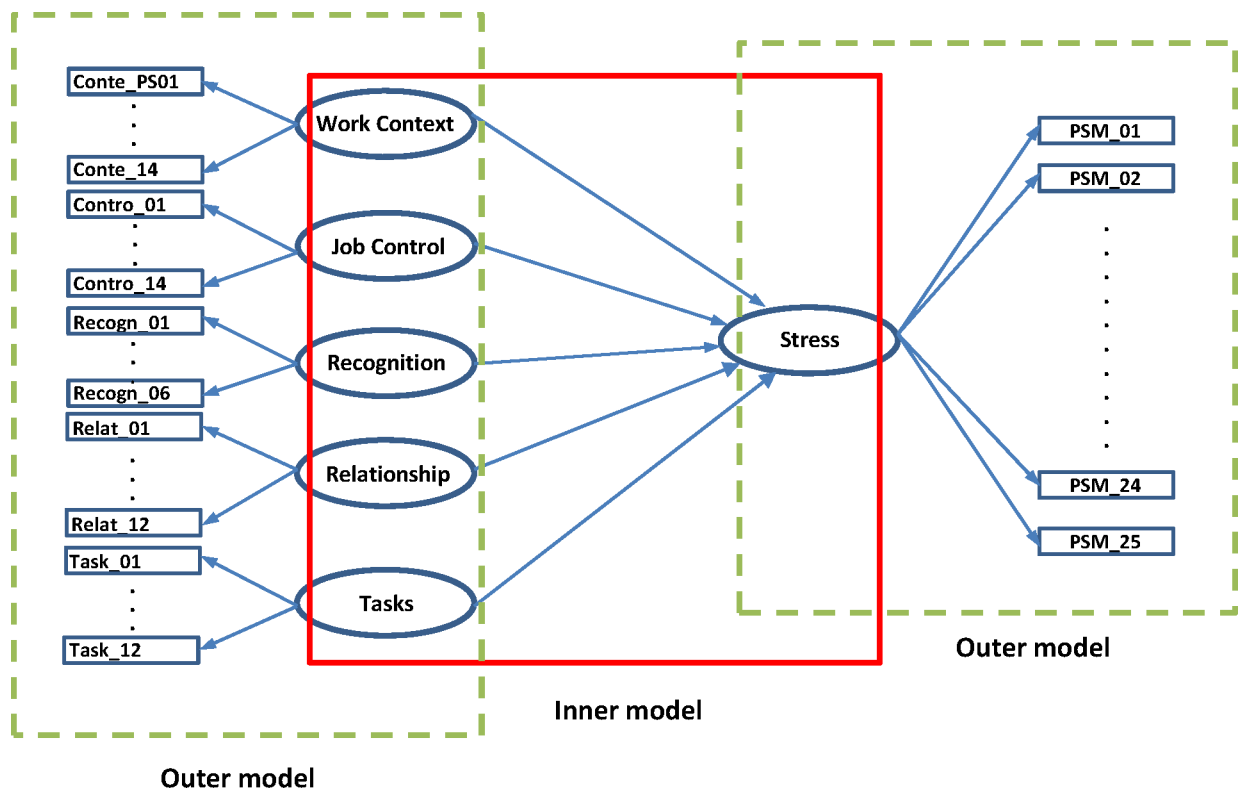 Conte_PS01
Conte_14
Contro_01
Contro_14
Recogn_01
Recogn_06
Relat_01
Relat_12
Task_01
Task_12
Work Context
Job Control
Recognition
Relationship
Tasks
Stress
PSM_01
PSM_02
PSM_24
PSM_25
Outer model
Inner model
Outer model